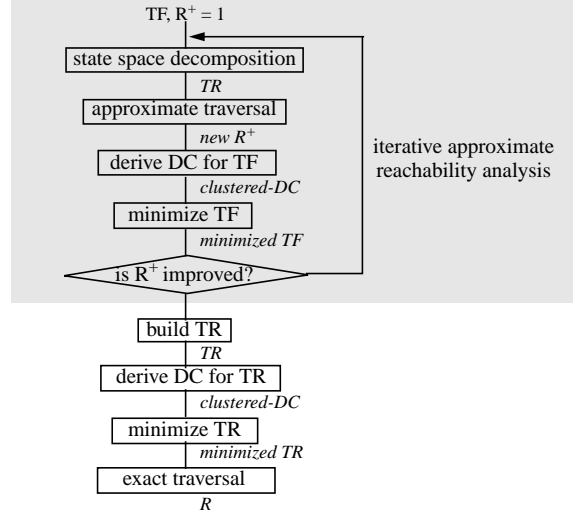 TF, R⁺ = 1
state space decomposition
TR
approximate traversal
new R⁺
derive DC for TF
clustered-DC
minimize TF
minimized TF
is R⁺ improved?
iterative approximate
reachability analysis
build TR
TR
derive DC for TR
clustered-DC
minimize TR
minimized TR
exact traversal
R